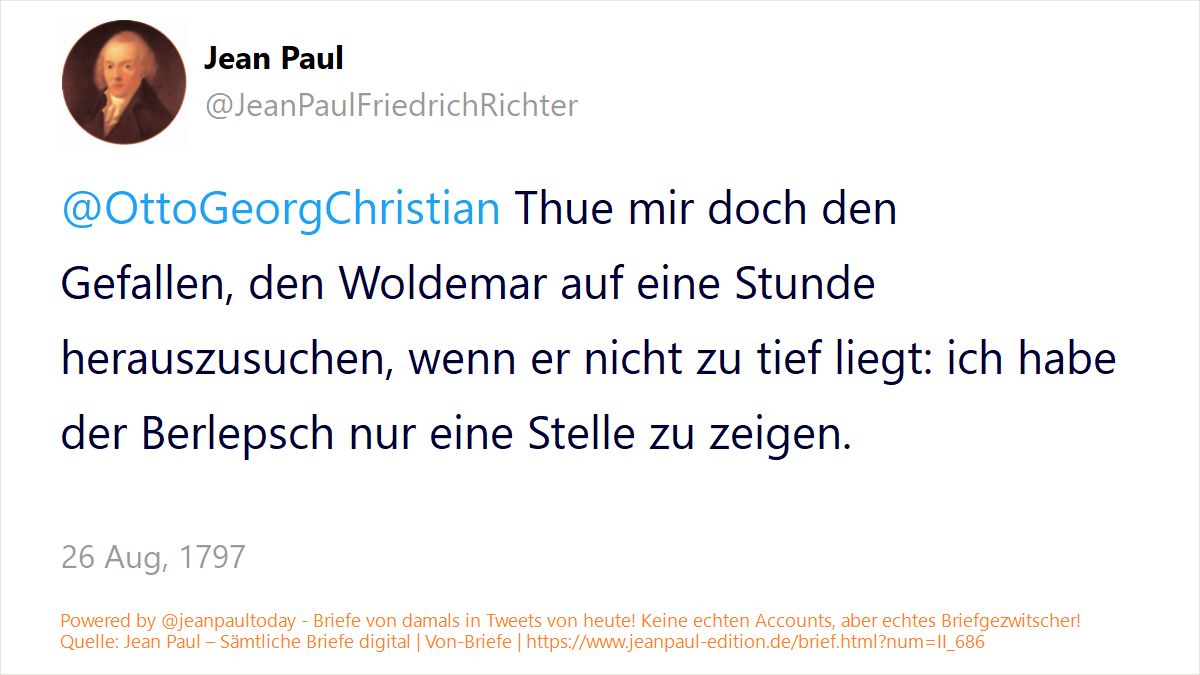 Jean Paul
@JeanPaulFriedrichRichter
@OttoGeorgChristian Thue mir doch den
Gefallen, den Woldemar auf eine Stunde
herauszusuchen, wenn er nicht zu tief liegt: ich habe
der Berlepsch nur eine Stelle zu zeigen.
26 Aug, 1797
Powered by @jeanpaultoday - Briefe von damals in Tweets von heute! Keine echten Accounts, aber echtes Briefgezwitscher!
Quelle: Jean Paul – Sämtliche Briefe digital | Von-Briefe | https://www.jeanpaul-edition.de/brief.html?num=II_686